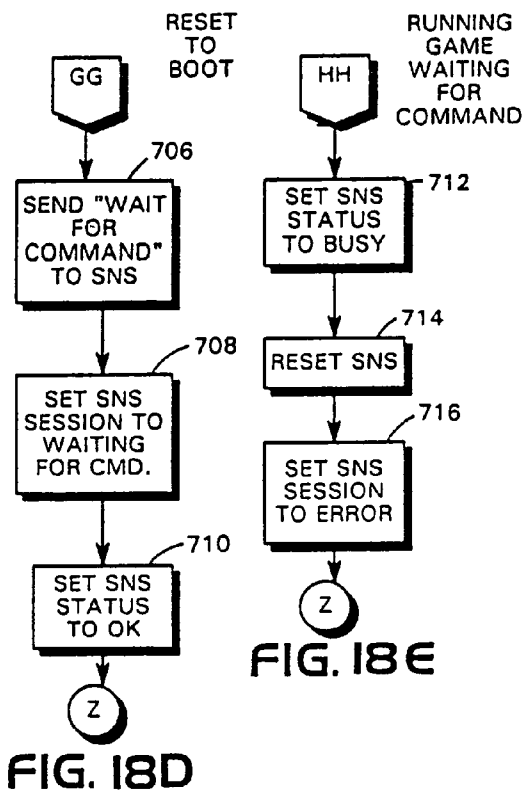 RESET
TO
BOOT
GG
706
SEND "WAIT
FOR
COMMAND"
TO SNS
708
SET SNS
SESSION TO
WAITING
FOR CMD.
710
SET SNS
STATUS
TO OK
Z
FIG. 18D
RUNNING
GAME
WAITING
FOR
COMMAND
HH
712
SET SNS
STATUS
TO BUSY
714
RESET SNS
716
SET SNS
SESSION
TO ERROR
Z
FIG. 18E